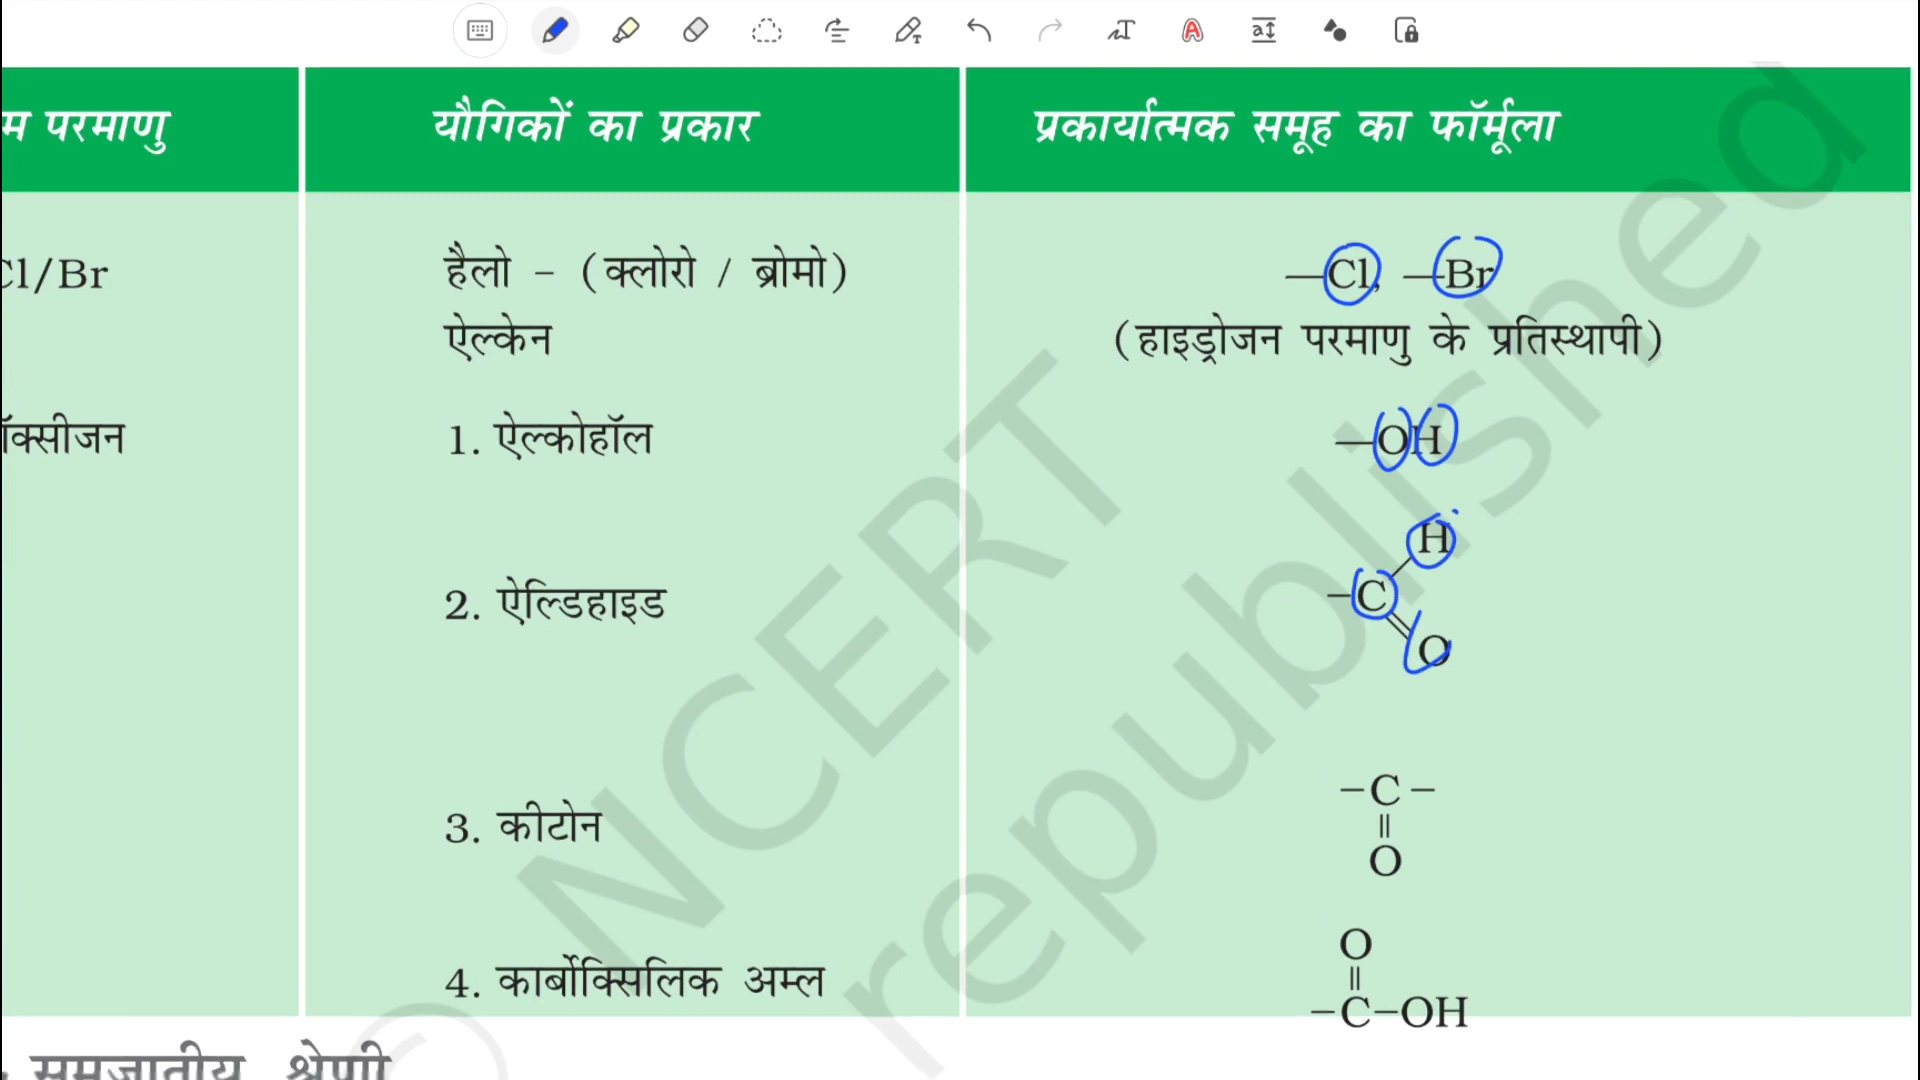 म परमाणु यौगिकों का प्रकार प्रकार्यात्मक समूह का फॉर्मूला
Cl/Br हैलो – (क्लोरो / ब्रोमो) —Cl, —Br
ऐल्केन (हाइड्रोजन परमाणु के प्रतिस्थापी)
ॉक्सीजन 1. ऐल्कोहॉल —OH
H
2. ऐल्डिहाइड –C
O
–C–
3. कीटोन ||
O
O
4. कार्बोक्सिलिक अम्ल ||
–C–OH
समजातीय श्रेणी
© NCERT
republished